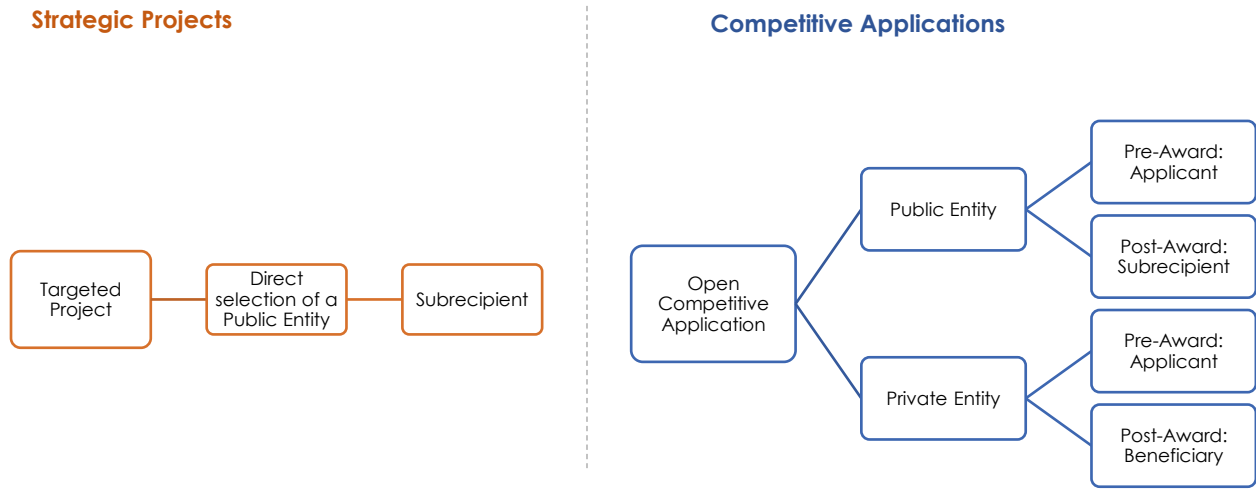 Strategic Projects
Targeted
Project
Direct
selection of a
Public Entity
Subrecipient
Competitive Applications
Open
Competitive
Application
Public Entity
Pre-Award:
Applicant
Post-Award:
Subrecipient
Private Entity
Pre-Award:
Applicant
Post-Award:
Beneficiary